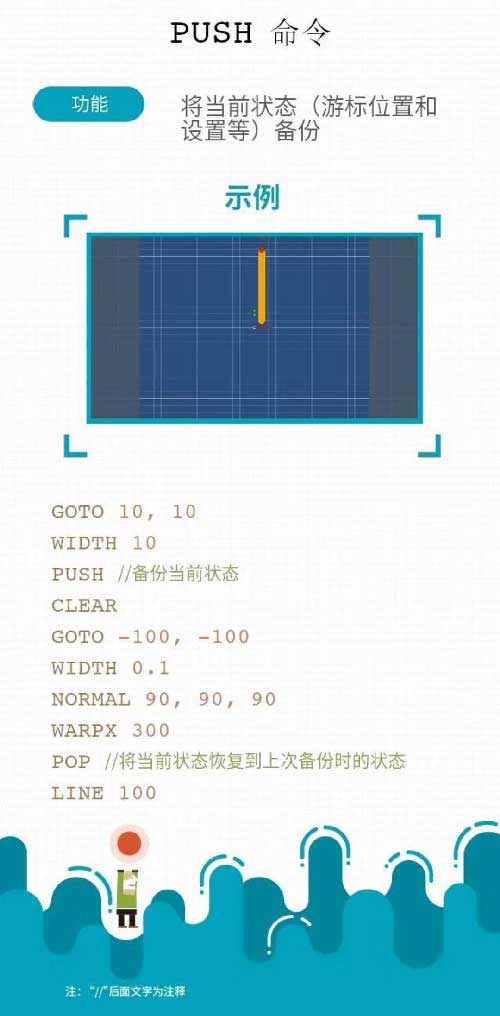 PUSH 命令
功能
将当前状态（游标位置和
设置等）备份
示例
GOTO 10, 10
WIDTH 10
PUSH //备份当前状态
CLEAR
GOTO -100, -100
WIDTH 0.1
NORMAL 90, 90, 90
WARPX 300
POP //将当前状态恢复到上次备份时的状态
LINE 100
注：“//”后面文字为注释